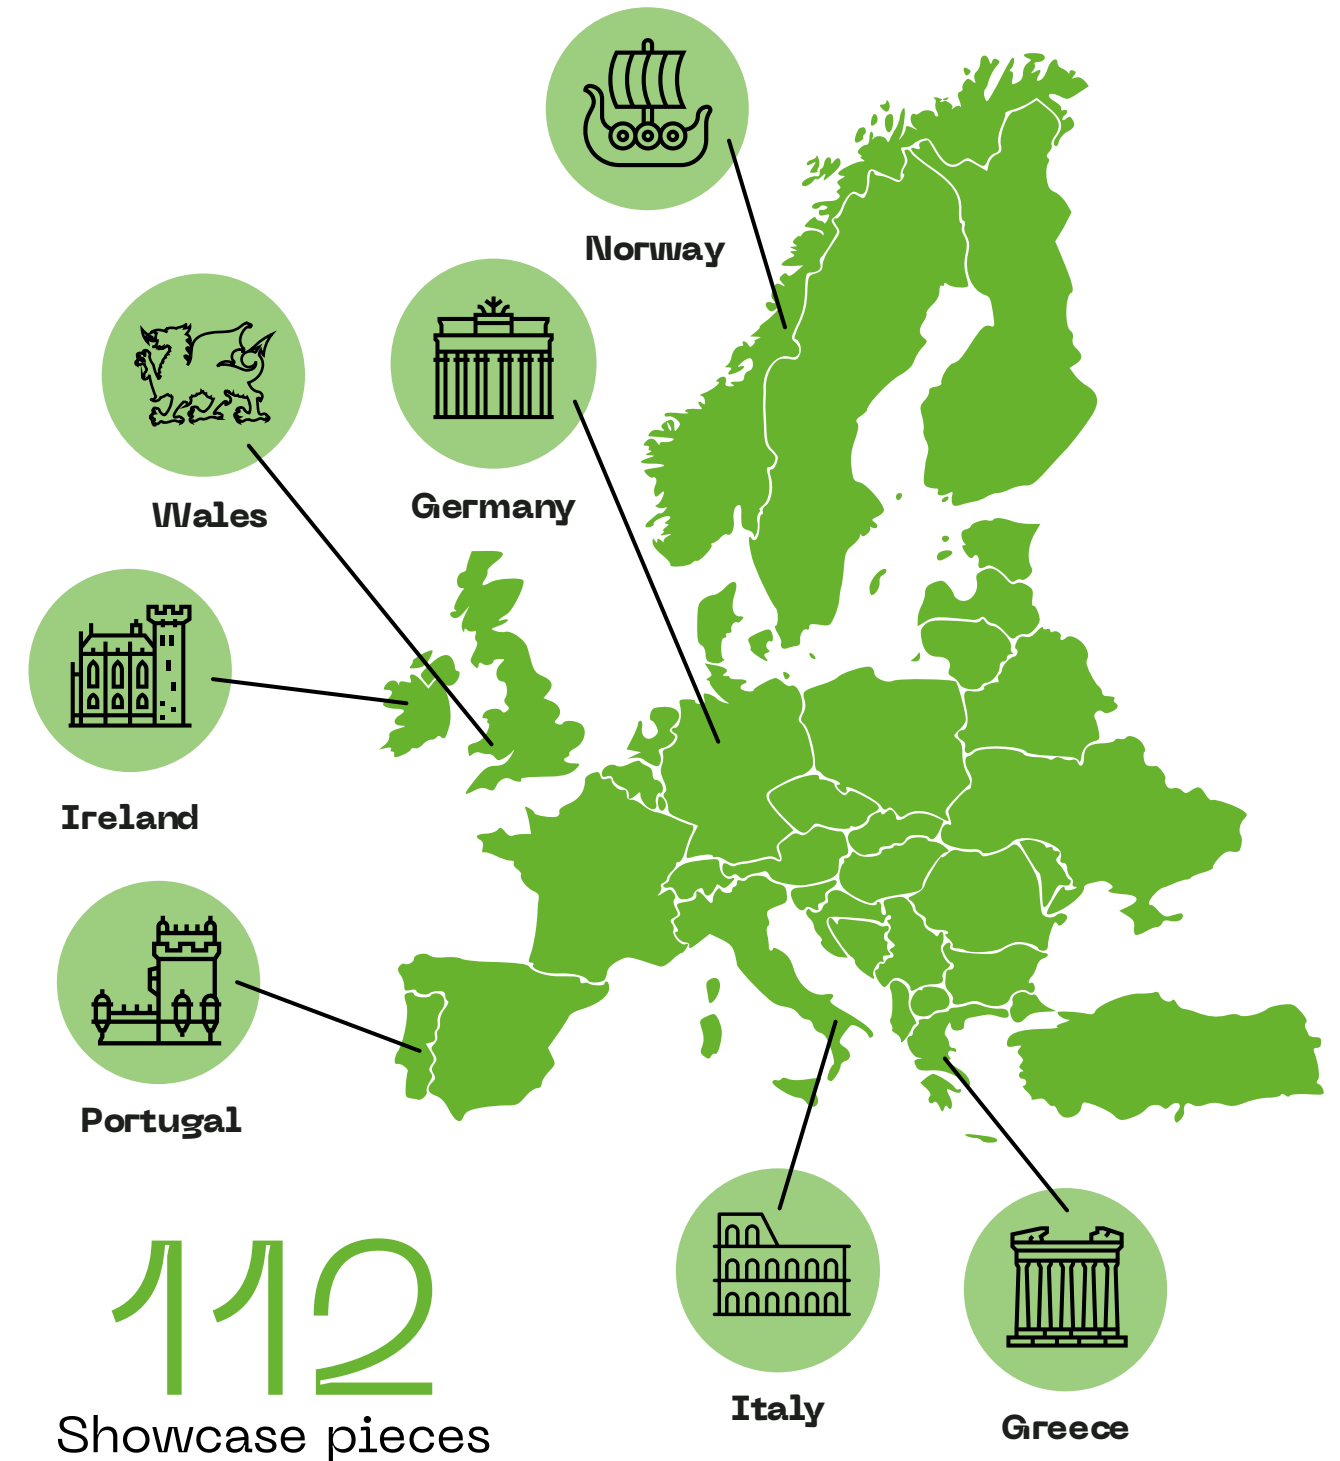 Norway
Germany
Wales
Ireland
Portugal
Italy
Greece
112
Showcase pieces